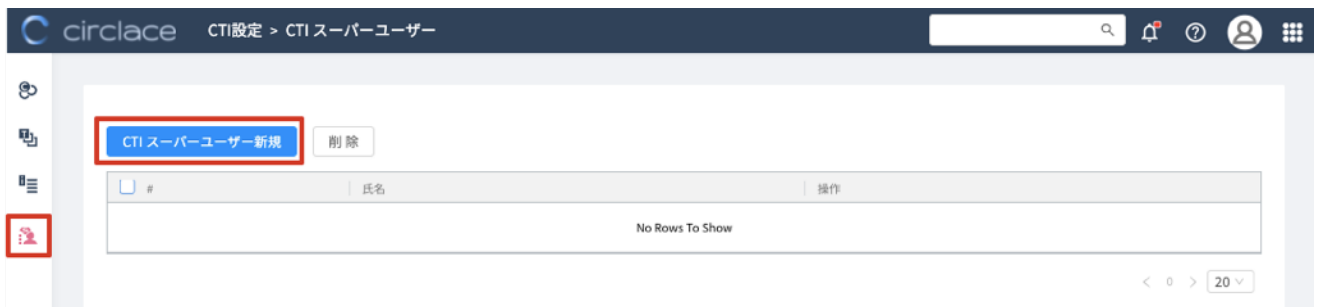 circlace CTI設定 > CTI スーパーユーザー
CTI スーパーユーザー新規 削除
# 氏名 操作
No Rows To Show
< 0 > 20